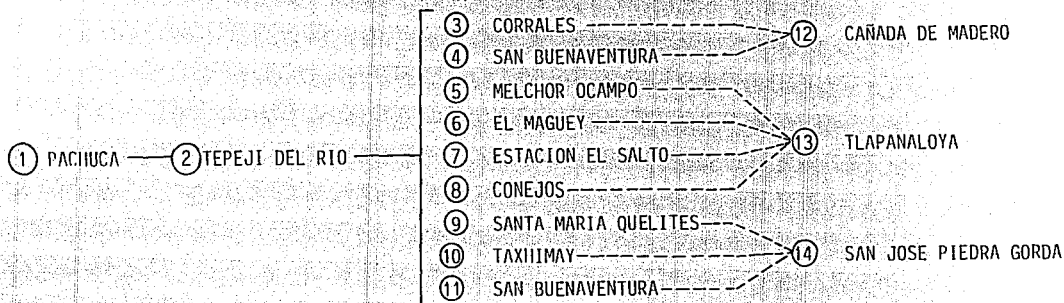 ③ CORRALES
④ SAN BUENAVENTURA
⑫ CAÑADA DE MADERO
⑤ MELCHOR OCAMPO
⑥ EL MAGUEY
① PACHUCA ② TEPEJI DEL RIO
⑦ ESTACION EL SALTO
⑬ TLAPANALOYA
⑧ CONEJOS
⑨ SANTA MARIA QUELITES
⑩ TAXHIMAY
⑭ SAN JOSE PIEDRA GORDA
⑪ SAN BUENAVENTURA